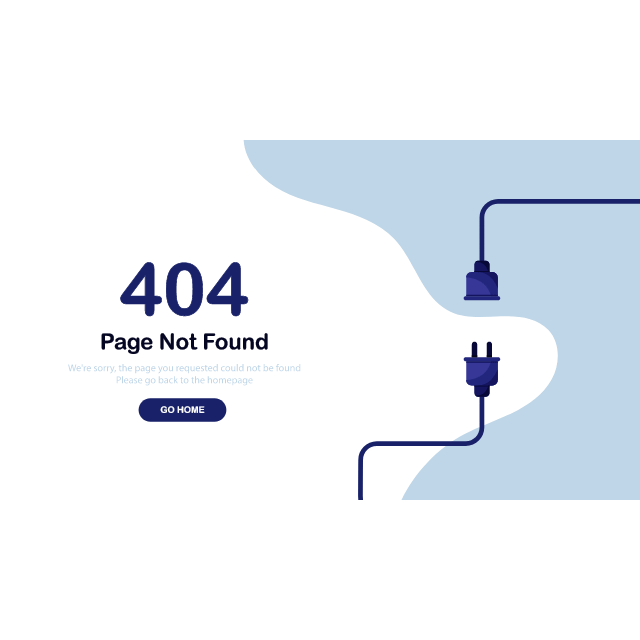 404
Page Not Found
We're sorry, the page you requested could not be found
Please go back to the homepage
GO HOME